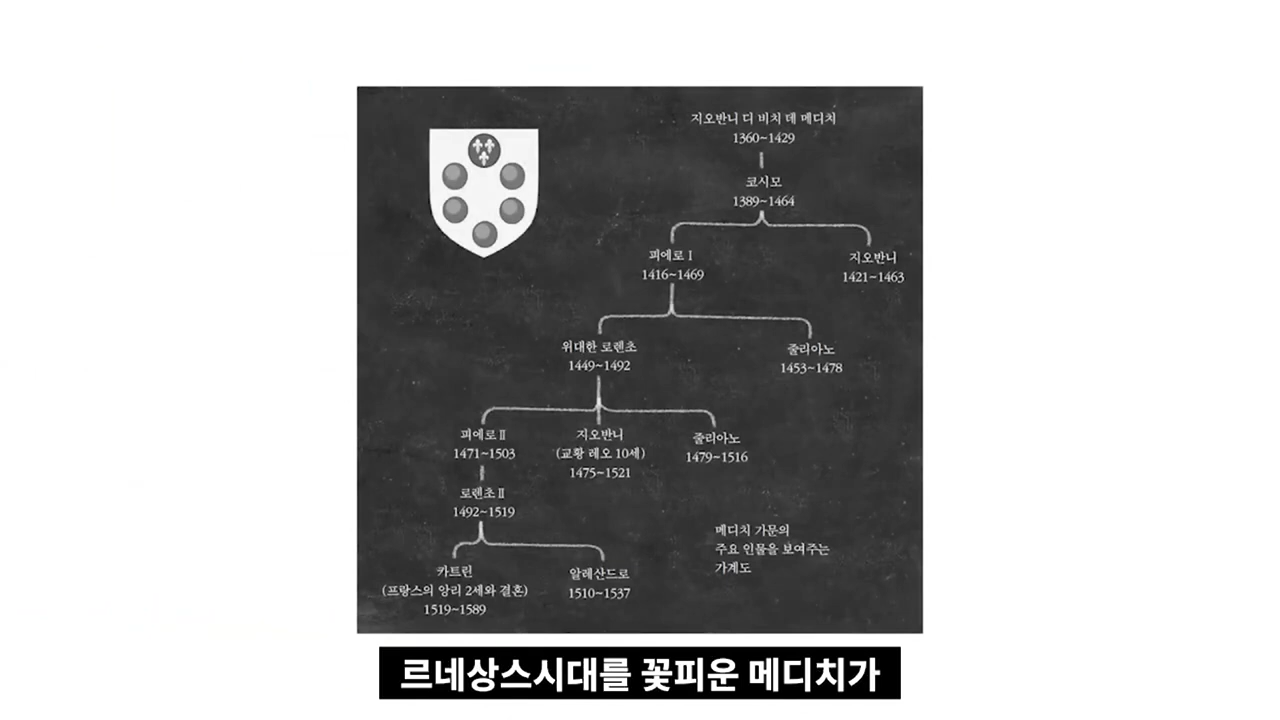 지오반니 디 비치 데 메디치
1360~1429
코시모
1389~1464
피에로 I
1416~1469
지오반니
1421~1463
위대한 로렌초
1449~1492
줄리아노
1453~1478
피에로 II
1471~1503
지오반니
(교황 레오 10세)
1475~1521
줄리아노
1479~1516
로렌초 II
1492~1519
카트린
(프랑스의 앙리 2세와 결혼)
1519~1589
알레산드로
1510~1537
메디치 가문의
주요 인물을 보여주는
가계도
르네상스시대를 꽃피운 메디치가